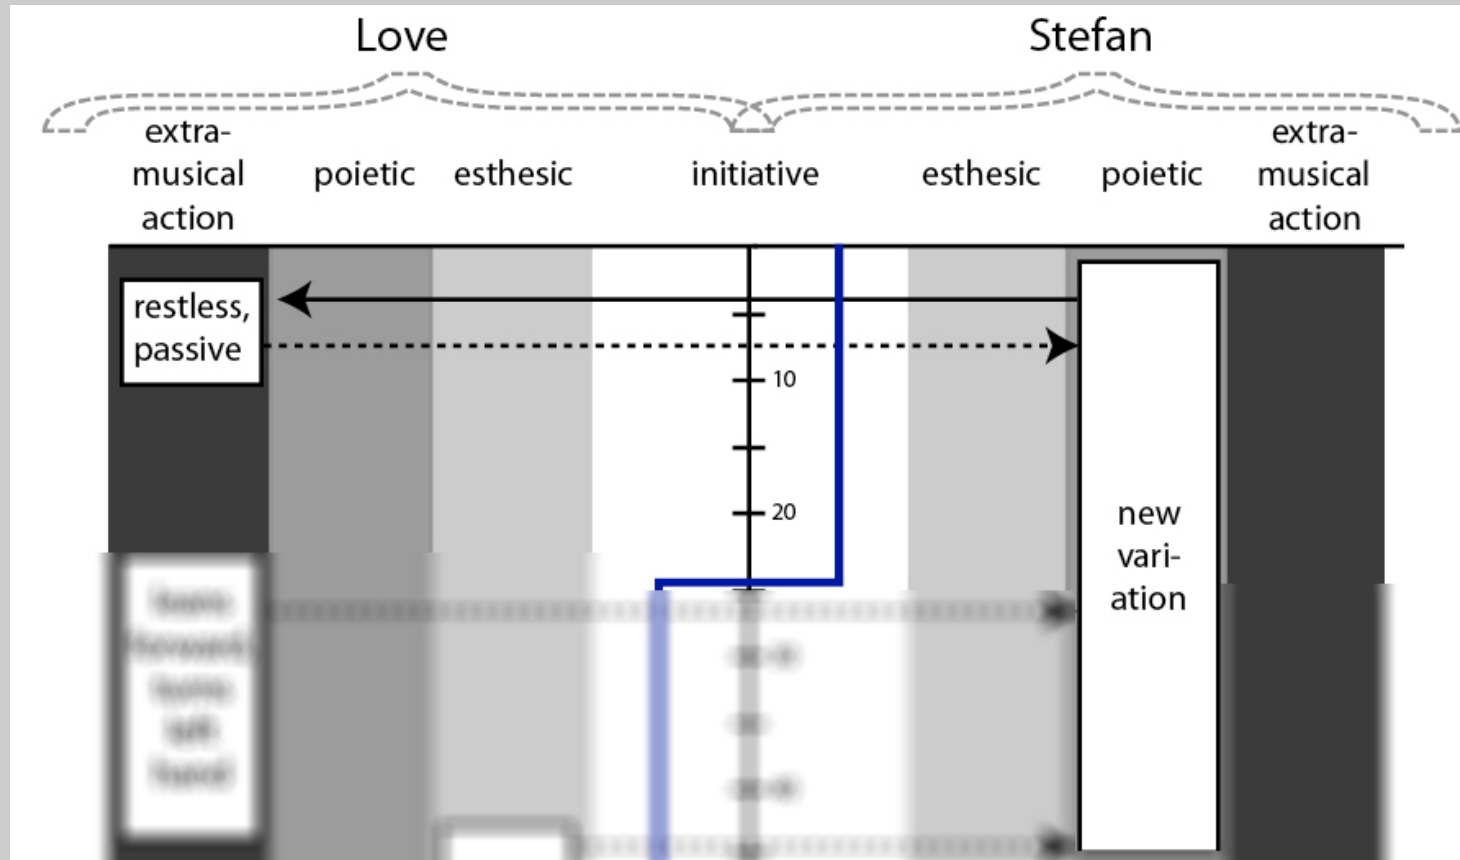 Love
Stefan
extra-
musical
action
poietic
esthesic
initiative
esthesic
poietic
extra-
musical
action
restless,
passive
10
20
new
vari-
ation